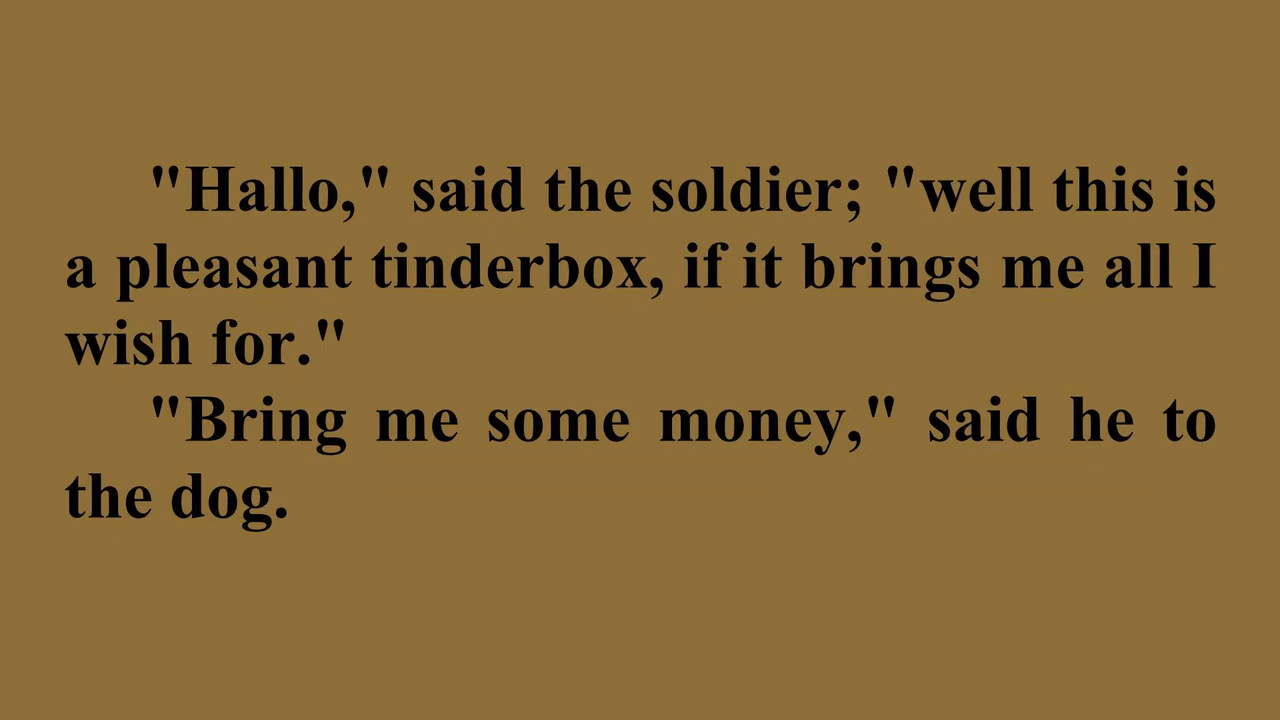 "Hallo," said the soldier; "well this is
a pleasant tinderbox, if it brings me all I
wish for."
"Bring me some money," said he to
the dog.